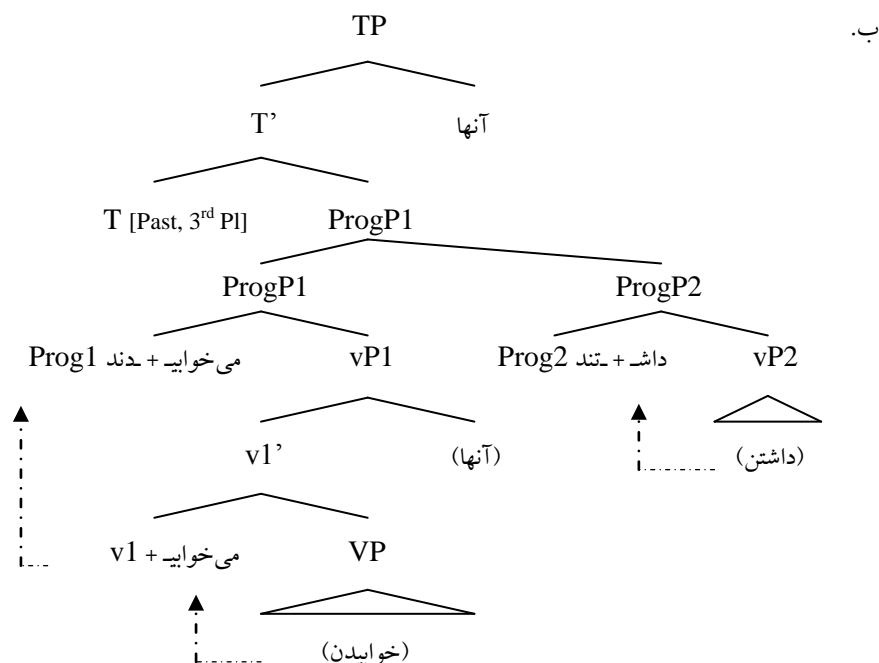 ب.
TP
T’ آنها
T [Past, 3rd Pl] ProgP1
ProgP1 ProgP2
Prog1 می‌خوابیـ + ـدند vP1 Prog2 داشـ + ـتند vP2
v1’ (آنها) (داشتن)
v1 + می‌خوابیـ VP
(خوابیدن)